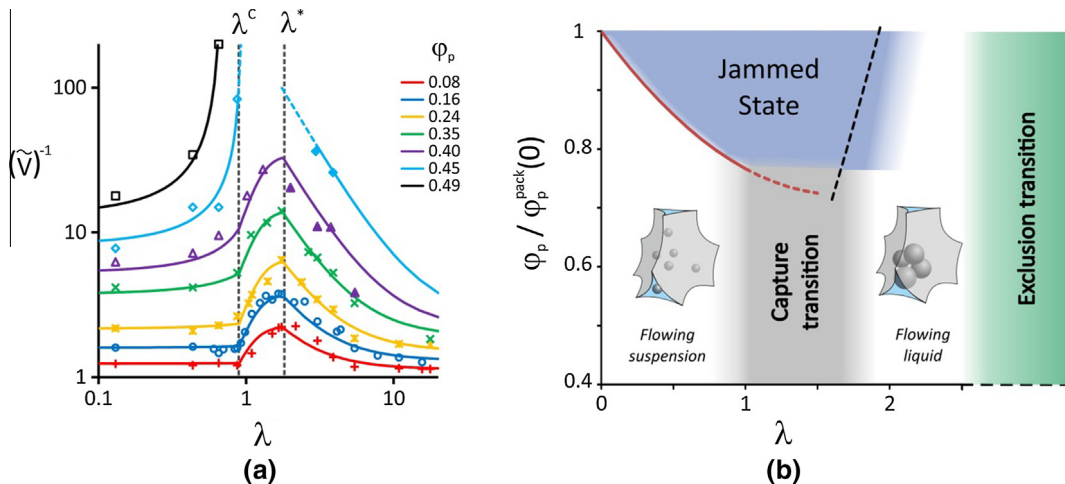 λᶜ λ*
φₚ
0.08
0.16
0.24
0.35
0.40
0.45
0.49
100
10
1
(ṽ)⁻¹
0.1 1 10
λ
(a)
1
0.8
0.6
0.4
φₚ / φₚᵖᵃᶜᵏ(0)
Jammed
State
Capture
transition
Exclusion transition
Flowing
suspension
Flowing
liquid
0 1 2
λ
(b)